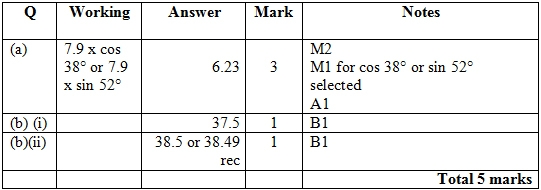 Q Working Answer Mark Notes
(a) 7.9 x cos 38° or 7.9 x sin 52° 6.23 3 M2
M1 for cos 38° or sin 52° selected
A1
(b) (i) 37.5 1 B1
(b)(ii) 38.5 or 38.49 rec 1 B1
Total 5 marks